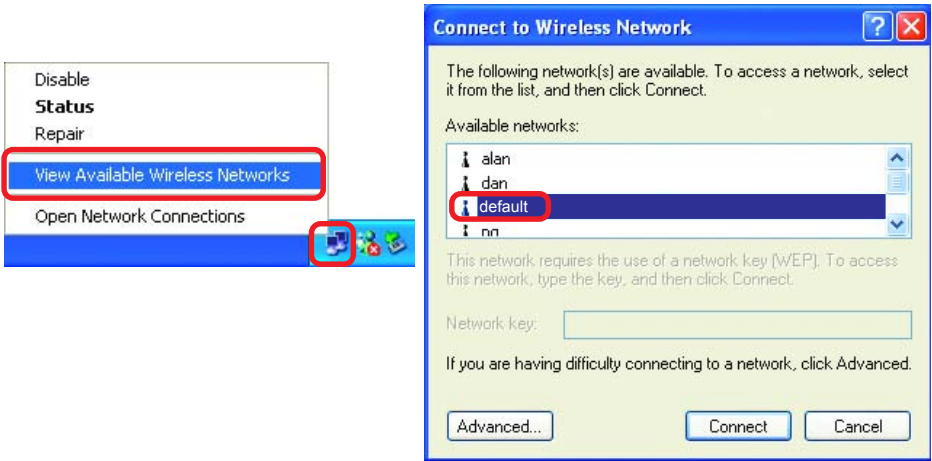 Disable
Status
Repair
View Available Wireless Networks
Open Network Connections
Connect to Wireless Network
The following network(s) are available. To access a network, select
it from the list, and then click Connect.
Available networks:
alan
dan
default
This network requires the use of a network key (WEP). To access
this network, type the key, and then click Connect.
Network key:
If you are having difficulty connecting to a network, click Advanced.
Advanced...
Connect
Cancel